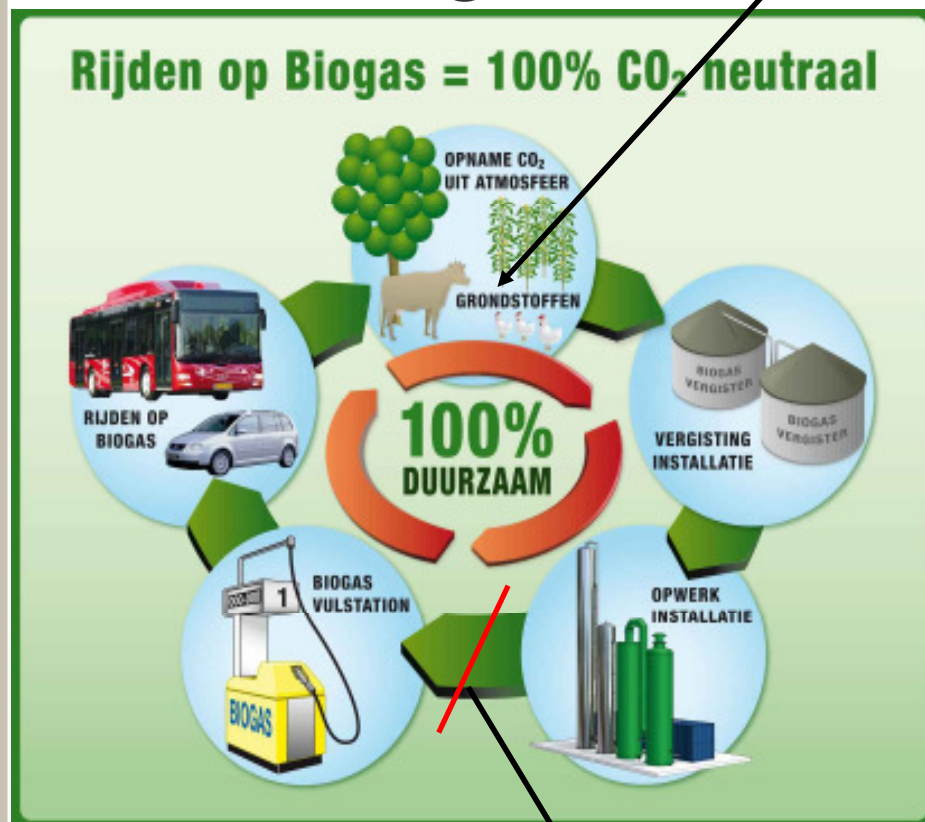 Rijden op Biogas = 100% CO₂ neutraal
OPNAME CO₂
UIT ATMOSFEER
GRONDSTOFFEN
BIOGAS
VERGISTER
BIOGAS
VERGISTER
VERGISTING
INSTALLATIE
RIJDEN OP
BIOGAS
100%
DUURZAAM
OPWERK
INSTALLATIE
BIOGAS
VULSTATION
1
BIOGAS